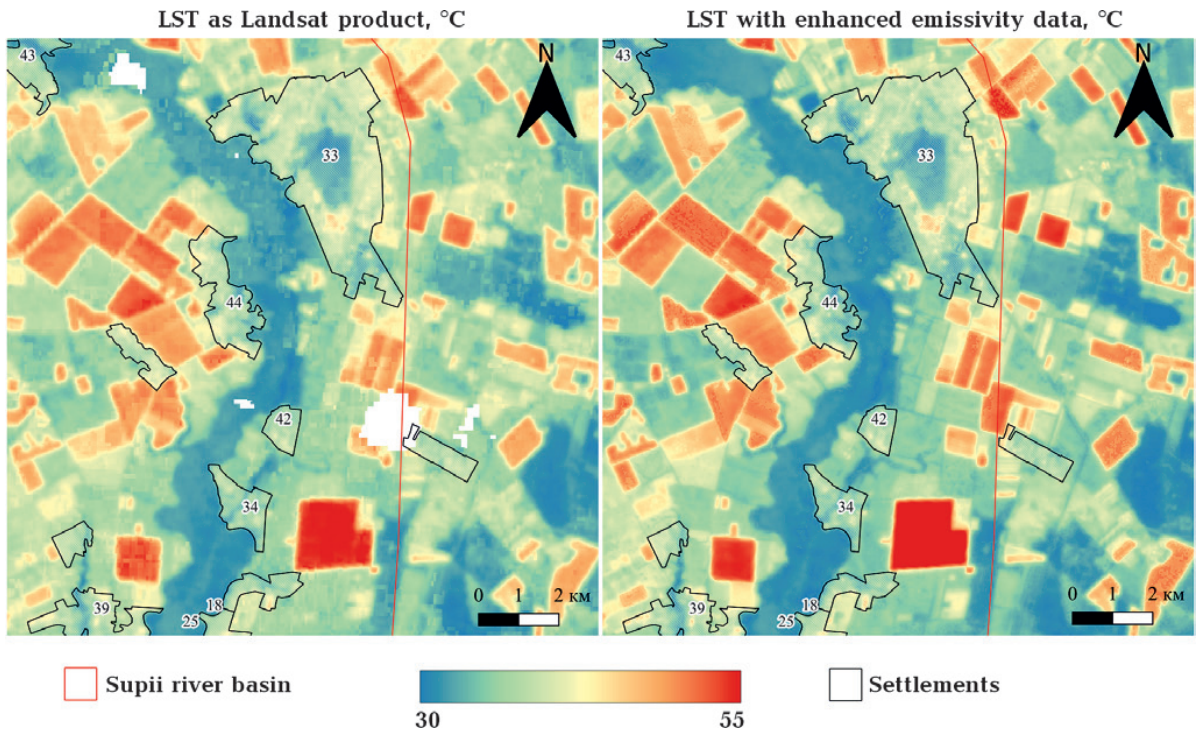 LST as Landsat product, °C
LST with enhanced emissivity data, °C
43
N
33
44
42
34
39
18
25
0 1 2 км
43
N
33
44
42
34
39
18
25
0 1 2 км
Supii river basin
30
55
Settlements